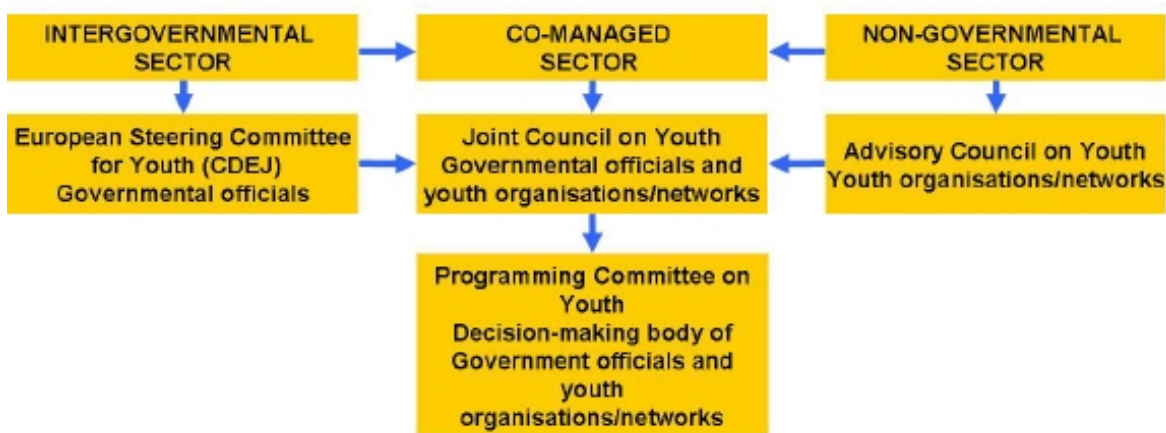 INTERGOVERNMENTAL
SECTOR
CO-MANAGED
SECTOR
NON-GOVERNMENTAL
SECTOR
European Steering Committee
for Youth (CDEJ)
Governmental officials
Joint Council on Youth
Governmental officials and
youth organisations/networks
Advisory Council on Youth
Youth organisations/networks
Programming Committee on
Youth
Decision-making body of
Government officials and
youth
organisations/networks